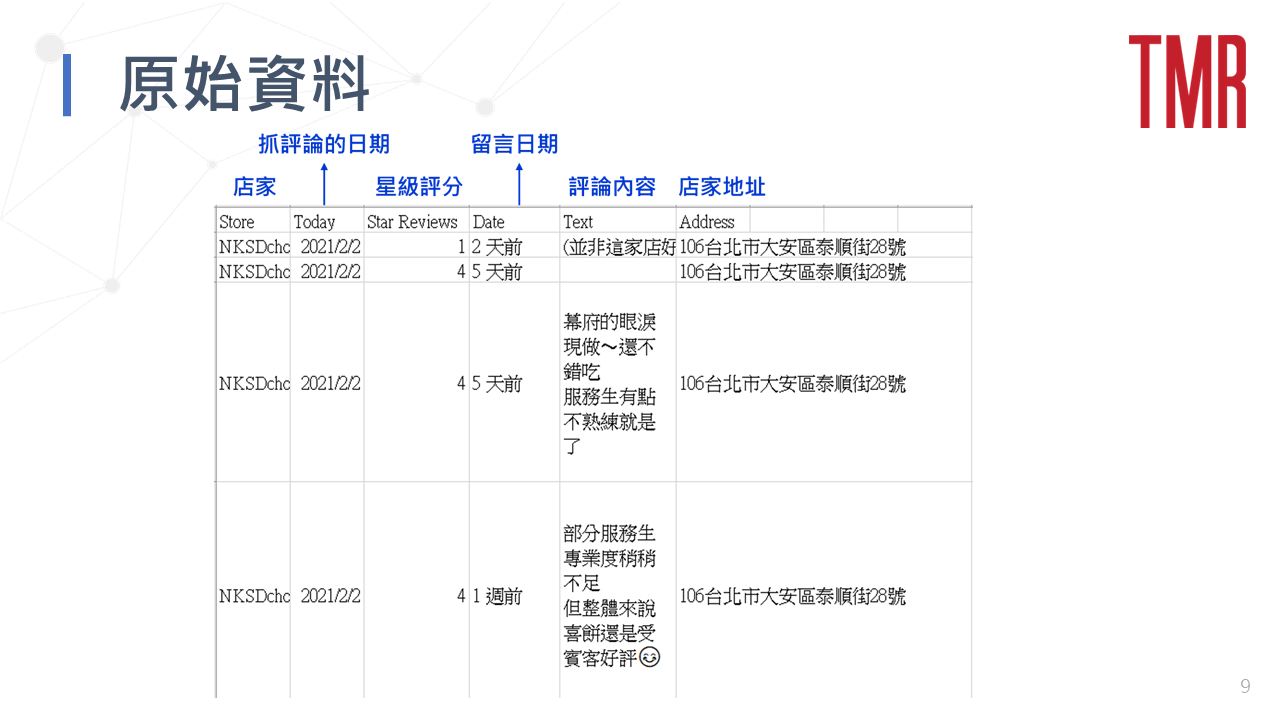 原始資料
TMR
抓評論的日期 留言日期
店家 星級評分 評論內容 店家地址
Store Today Star Reviews Date Text Address
NKSDcho 2021/2/2 1 2 天前 (並非這家店好 106台北市大安區泰順街28號
NKSDcho 2021/2/2 4 5 天前 106台北市大安區泰順街28號
幕府的眼淚
現做～還不
錯吃
NKSDcho 2021/2/2 4 5 天前 服務生有點 106台北市大安區泰順街28號
不熟練就是
了
部分服務生
專業度稍稍
不足
NKSDcho 2021/2/2 4 1 週前 但整體來說 106台北市大安區泰順街28號
喜餅還是受
賓客好評😊
9